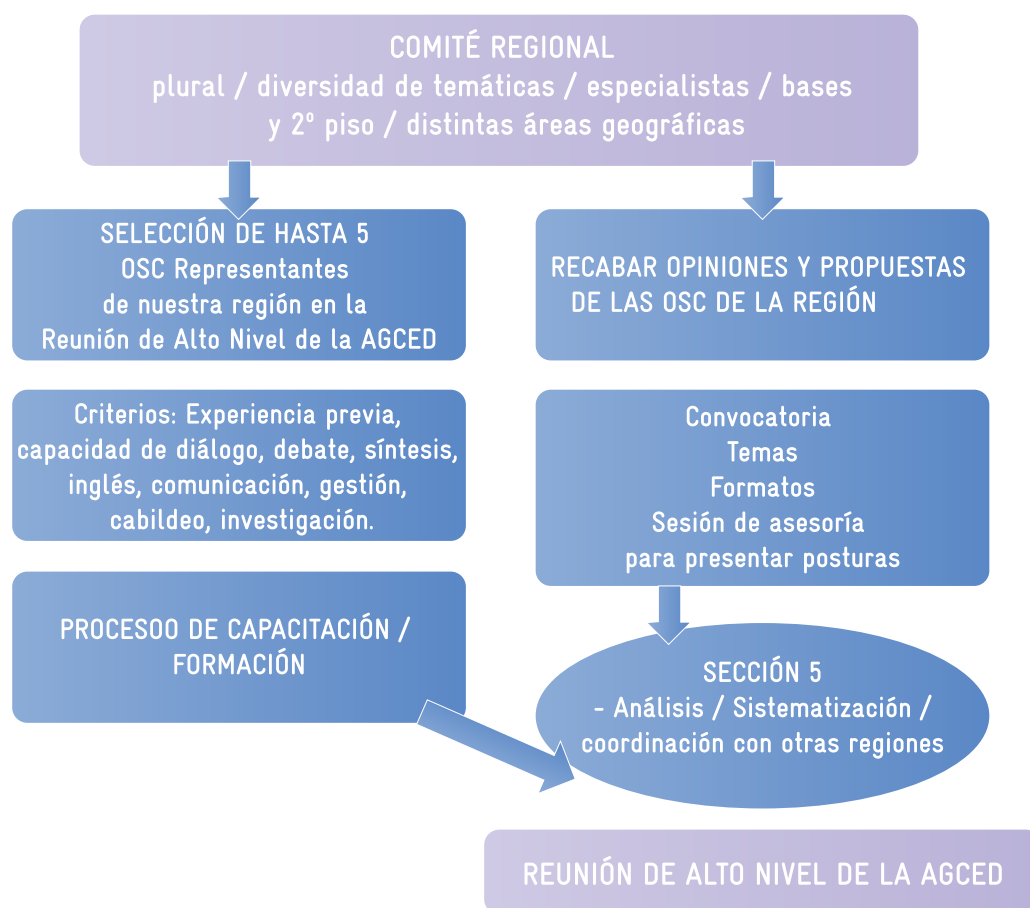 COMITÉ REGIONAL
plural / diversidad de temáticas / especialistas / bases
y 2º piso / distintas áreas geográficas
SELECCIÓN DE HASTA 5
OSC Representantes
de nuestra región en la
Reunión de Alto Nivel de la AGCED
Criterios: Experiencia previa,
capacidad de diálogo, debate, síntesis,
inglés, comunicación, gestión,
cabildeo, investigación.
PROCESOO DE CAPACITACIÓN /
FORMACIÓN
RECABAR OPINIONES Y PROPUESTAS
DE LAS OSC DE LA REGIÓN
Convocatoria
Temas
Formatos
Sesión de asesoría
para presentar posturas
SECCIÓN 5
- Análisis / Sistematización /
coordinación con otras regiones
REUNIÓN DE ALTO NIVEL DE LA AGCED